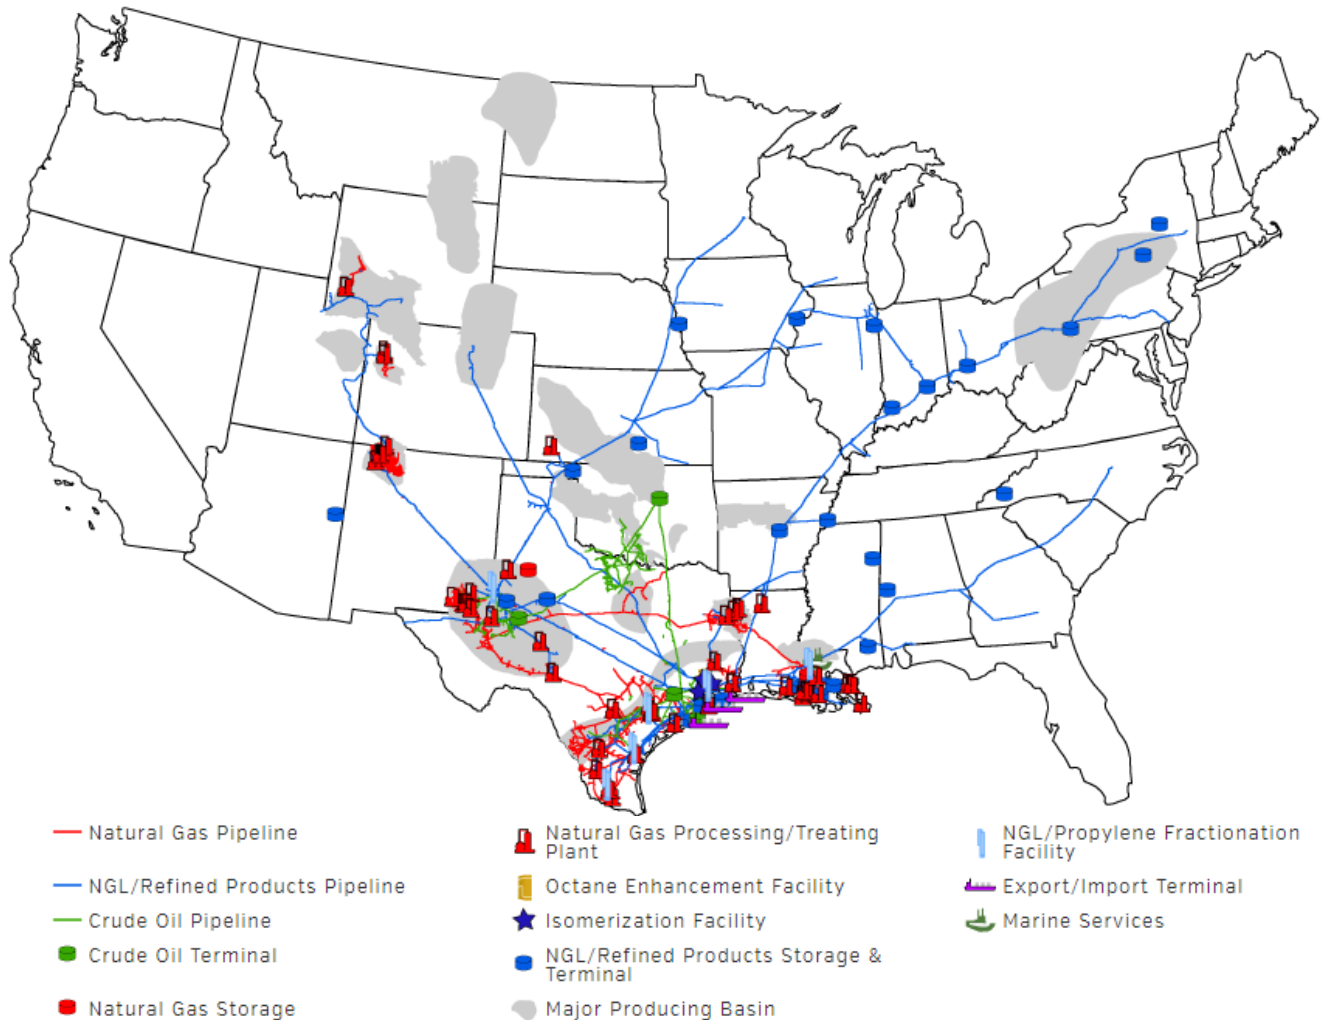 Natural Gas Pipeline
Natural Gas Processing/Treating
Plant
NGL/Propylene Fractionation
Facility
NGL/Refined Products Pipeline
Octane Enhancement Facility
Export/Import Terminal
Crude Oil Pipeline
Isomerization Facility
Marine Services
Crude Oil Terminal
NGL/Refined Products Storage &
Terminal
Natural Gas Storage
Major Producing Basin